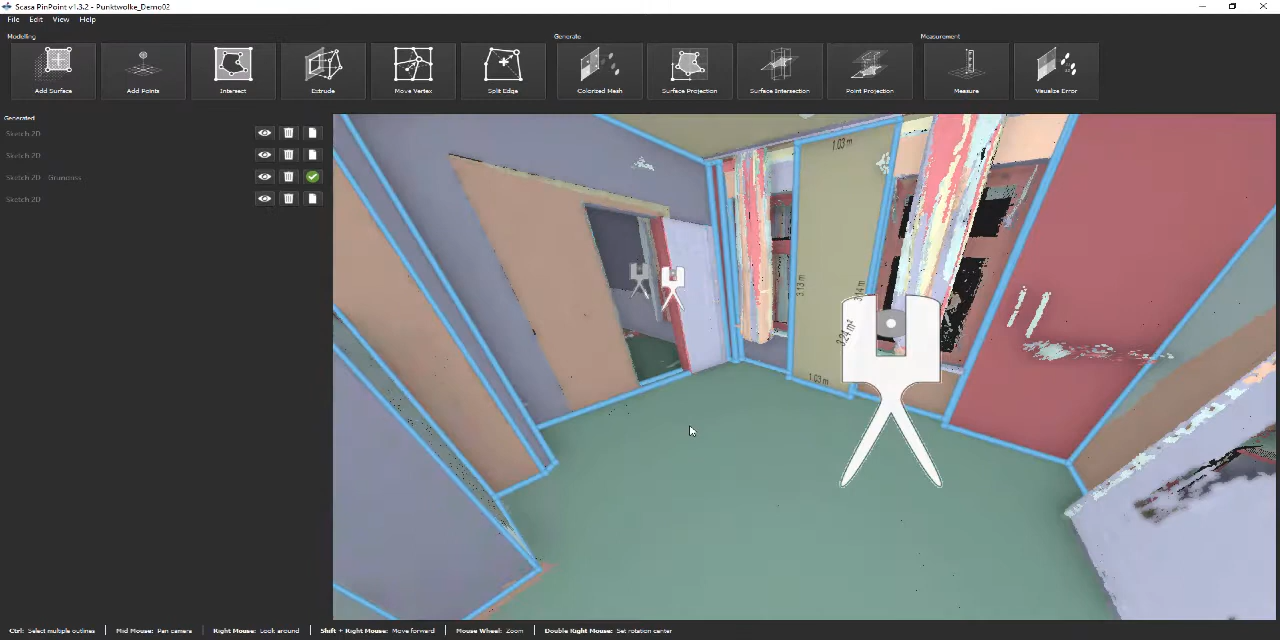 Scasa PinPoint v1.3.2 - Punktwolke_Demo02
File Edit View Help
Modelling
Generate
Measurement
Add Surface
Add Points
Intersect
Extrude
Move Vertex
Split Edge
Colorized Mesh
Surface Projection
Surface Intersection
Point Projection
Measure
Visualize Error
Generated
Sketch 2D
Sketch 2D
Sketch 2D - Grundriss
Sketch 2D
1.03 m
3.13 m
3.14 m
3.24 m²
1.03 m
Ctrl: Select multiple outlines
Mid Mouse: Pan camera
Right Mouse: Look around
Shift + Right Mouse: Move forward
Mouse Wheel: Zoom
Double Right Mouse: Set rotation center